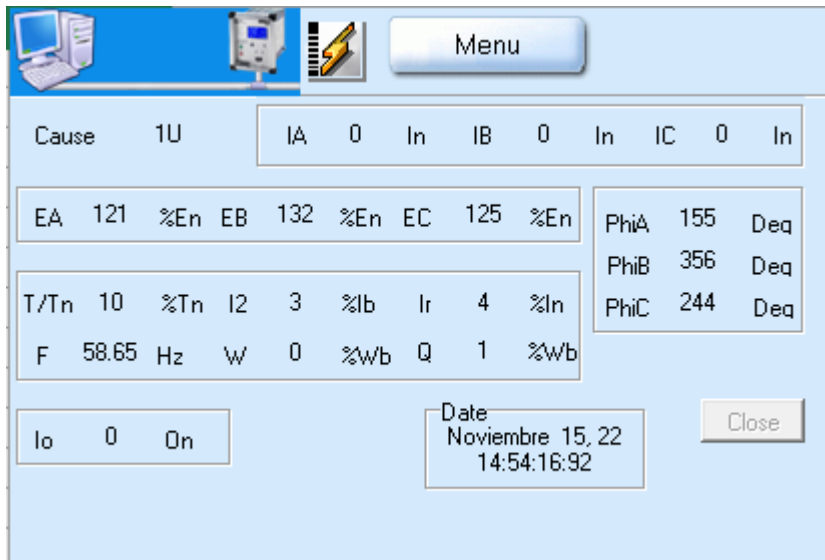 Menu
Cause 1U IA 0 In IB 0 In IC 0 In
EA 121 %En EB 132 %En EC 125 %En
PhiA 155 Deg
PhiB 356 Deg
PhiC 244 Deg
T/Tn 10 %Tn I2 3 %Ib Ir 4 %In
F 58.65 Hz W 0 %Wb Q 1 %Wb
Io 0 On
Date
Noviembre 15, 22
14:54:16:92
Close